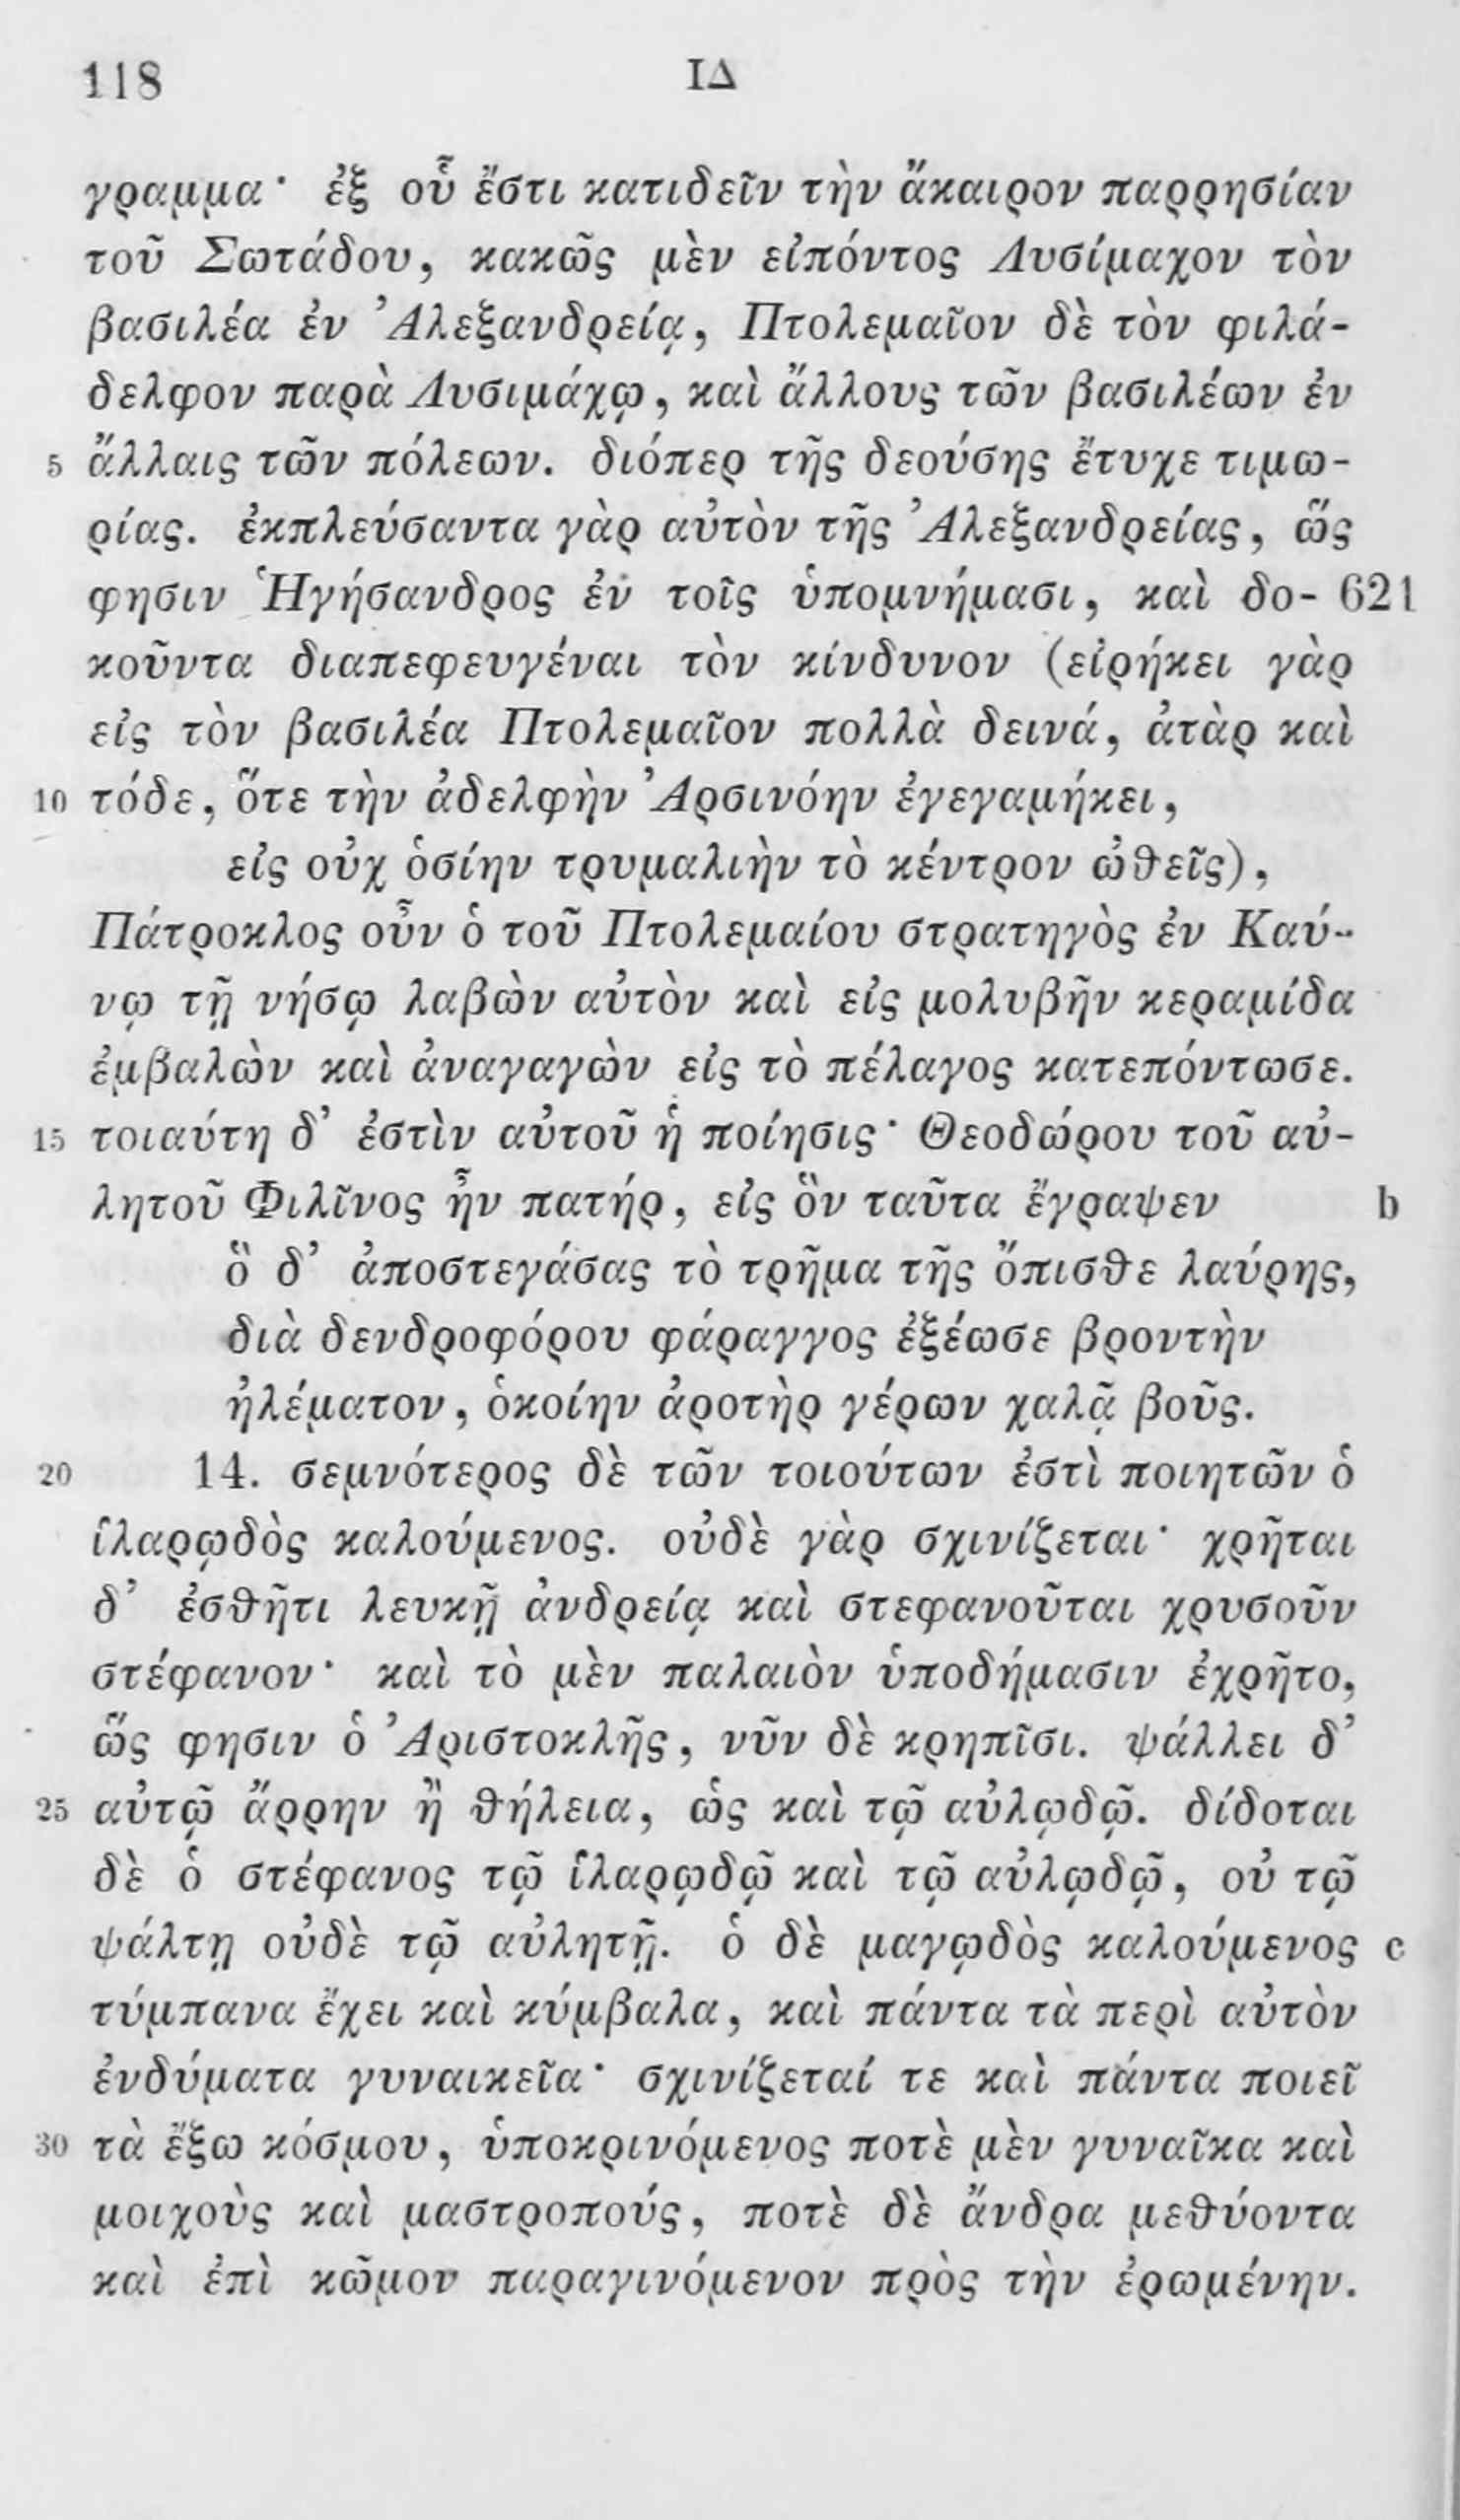 118 ΙΔ
γραμμα· ἐξ οὗ ἔστι κατιδεῖν τὴν ἄκαιρον παρρησίαν
τοῦ Σωτάδου, κακῶς μὲν εἰπόντος Λυσίμαχον τὸν
βασιλέα ἐν Ἀλεξανδρείᾳ, Πτολεμαῖον δὲ τὸν φιλά-
δελφον παρὰ Λυσιμάχῳ, καὶ ἄλλους τῶν βασιλέων ἐν
5 ἄλλαις τῶν πόλεων. διόπερ τῆς δεούσης ἔτυχε τιμω-
ρίας. ἐκπλεύσαντα γὰρ αὐτὸν τῆς Ἀλεξανδρείας, ὥς
φησιν Ἡγήσανδρος ἐν τοῖς ὑπομνήμασι, καὶ δο- 621
κοῦντα διαπεφευγέναι τὸν κίνδυνον (εἰρήκει γὰρ
εἰς τὸν βασιλέα Πτολεμαῖον πολλὰ δεινά, ἀτὰρ καὶ
10 τόδε, ὅτε τὴν ἀδελφὴν Ἀρσινόην ἐγεγαμήκει,
εἰς οὐχ ὁσίην τρυμαλιὴν τὸ κέντρον ὠθεῖς),
Πάτροκλος οὖν ὁ τοῦ Πτολεμαίου στρατηγὸς ἐν Καύ-
νῳ τῇ νήσῳ λαβὼν αὐτὸν καὶ εἰς μολυβῆν κεραμίδα
ἐμβαλὼν καὶ ἀναγαγὼν εἰς τὸ πέλαγος κατεπόντωσε.
15 τοιαύτη δ’ ἐστὶν αὐτοῦ ἡ ποίησις· Θεοδώρου τοῦ αὐ-
λητοῦ Φιλῖνος ἦν πατήρ, εἰς ὃν ταῦτα ἔγραψεν b
ὃ δ’ ἀποστεγάσας τὸ τρῆμα τῆς ὄπισθε λαύρης,
διὰ δενδροφόρου φάραγγος ἐξέωσε βροντὴν
ἠλέματον, ὁκοίην ἀροτὴρ γέρων χαλᾷ βοῦς.
20 14. σεμνότερος δὲ τῶν τοιούτων ἐστὶ ποιητῶν ὁ
ἱλαρῳδὸς καλούμενος. οὐδὲ γὰρ σχινίζεται· χρῆται
δ’ ἐσθῆτι λευκῇ ἀνδρείᾳ καὶ στεφανοῦται χρυσοῦν
στέφανον· καὶ τὸ μὲν παλαιὸν ὑποδήμασιν ἐχρῆτο,
ὥς φησιν ὁ Ἀριστοκλῆς, νῦν δὲ κρηπῖσι. ψάλλει δ’
25 αὐτῷ ἄρρην ἢ θήλεια, ὡς καὶ τῷ αὐλῳδῷ. δίδοται
δὲ ὁ στέφανος τῷ ἱλαρῳδῷ καὶ τῷ αὐλῳδῷ, οὐ τῷ
ψάλτῃ οὐδὲ τῷ αὐλητῇ. ὁ δὲ μαγῳδὸς καλούμενος c
τύμπανα ἔχει καὶ κύμβαλα, καὶ πάντα τὰ περὶ αὐτὸν
ἐνδύματα γυναικεῖα· σχινίζεταί τε καὶ πάντα ποιεῖ
30 τὰ ἔξω κόσμου, ὑποκρινόμενος ποτὲ μὲν γυναῖκα καὶ
μοιχοὺς καὶ μαστροπούς, ποτὲ δὲ ἄνδρα μεθύοντα
καὶ ἐπὶ κῶμον παραγινόμενον πρὸς τὴν ἐρωμένην.